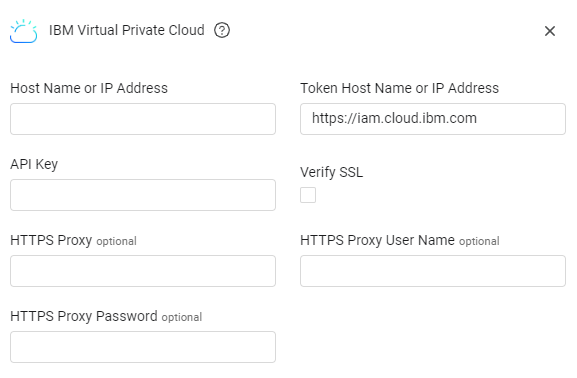 IBM Virtual Private Cloud
Host Name or IP Address
Token Host Name or IP Address
https://iam.cloud.ibm.com
API Key
Verify SSL
HTTPS Proxy optional
HTTPS Proxy User Name optional
HTTPS Proxy Password optional